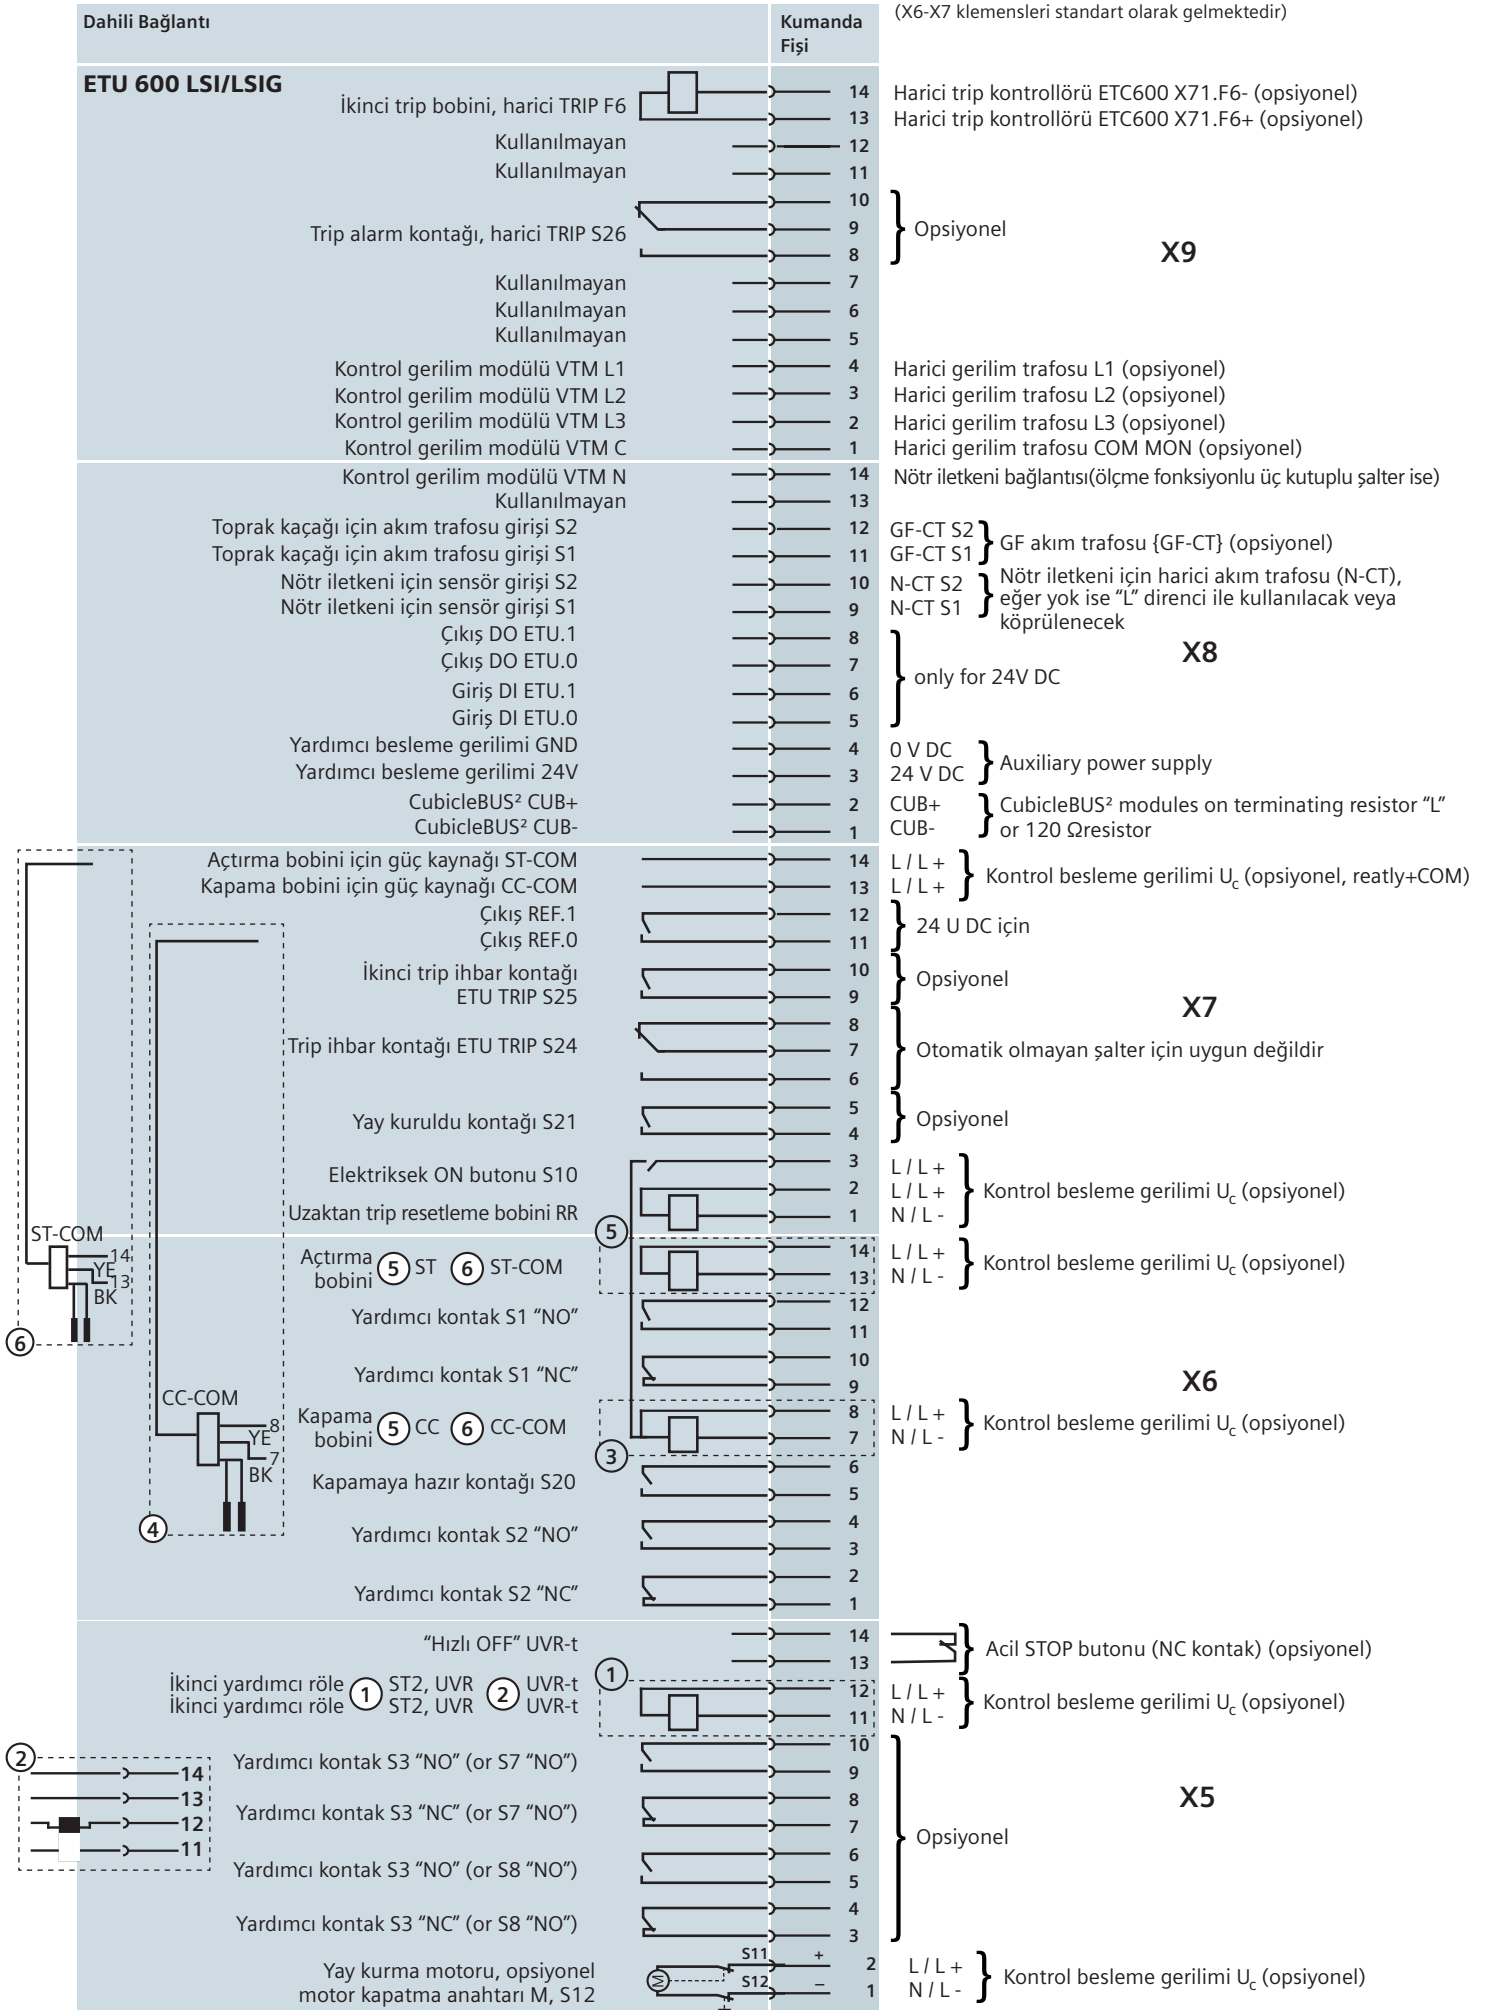 Dahili Bağlantı
Kumanda
Fişi
(X6-X7 klemensleri standart olarak gelmektedir)
ETU 600 LSI/LSIG
İkinci trip bobini, harici TRIP F6
14 Harici trip kontrollörü ETC600 X71.F6- (opsiyonel)
13 Harici trip kontrollörü ETC600 X71.F6+ (opsiyonel)
Kullanılmayan 12
Kullanılmayan 11
10
Trip alarm kontağı, harici TRIP S26 9 Opsiyonel
8
X9
Kullanılmayan 7
Kullanılmayan 6
Kullanılmayan 5
Kontrol gerilim modülü VTM L1 4 Harici gerilim trafosu L1 (opsiyonel)
Kontrol gerilim modülü VTM L2 3 Harici gerilim trafosu L2 (opsiyonel)
Kontrol gerilim modülü VTM L3 2 Harici gerilim trafosu L3 (opsiyonel)
Kontrol gerilim modülü VTM C 1 Harici gerilim trafosu COM MON (opsiyonel)
Kontrol gerilim modülü VTM N 14 Nötr iletkeni bağlantısı(ölçme fonksiyonlu üç kutuplu şalter ise)
Kullanılmayan 13
Toprak kaçağı için akım trafosu girişi S2 12 GF-CT S2
Toprak kaçağı için akım trafosu girişi S1 11 GF-CT S1
GF akım trafosu {GF-CT} (opsiyonel)
Nötr iletkeni için sensör girişi S2 10 N-CT S2
Nötr iletkeni için sensör girişi S1 9 N-CT S1
Nötr iletkeni için harici akım trafosu (N-CT),
eğer yok ise “L” direnci ile kullanılacak veya
köprülenecek
Çıkış DO ETU.1 8
Çıkış DO ETU.0 7
X8
only for 24V DC
Giriş DI ETU.1 6
Giriş DI ETU.0 5
Yardımcı besleme gerilimi GND 4 0 V DC
Yardımcı besleme gerilimi 24V 3 24 V DC
Auxiliary power supply
CubicleBUS² CUB+ 2 CUB+
CubicleBUS² CUB- 1 CUB-
CubicleBUS² modules on terminating resistor “L”
or 120 Ωresistor
Açtırma bobini için güç kaynağı ST-COM 14 L / L +
Kapama bobini için güç kaynağı CC-COM 13 L / L +
Kontrol besleme gerilimi Uc (opsiyonel, reatly+COM)
Çıkış REF.1 12
Çıkış REF.0 11
24 U DC için
İkinci trip ihbar kontağı 10
ETU TRIP S25 9
Opsiyonel
X7
8
Trip ihbar kontağı ETU TRIP S24 7 Otomatik olmayan şalter için uygun değildir
6
5
Yay kuruldu kontağı S21 Opsiyonel
4
Elektriksek ON butonu S10 3 L / L +
2 L / L +
Uzaktan trip resetleme bobini RR 1 N / L -
Kontrol besleme gerilimi Uc (opsiyonel)
5
ST-COM
14
YE
13
BK
6
Açtırma
bobini 5 ST 6 ST-COM
14 L / L +
13 N / L -
Kontrol besleme gerilimi Uc (opsiyonel)
12
Yardımcı kontak S1 “NO”
11
10
Yardımcı kontak S1 “NC”
9
X6
CC-COM
8
YE
7
BK
4
Kapama
bobini 5 CC 6 CC-COM
8 L / L +
7 N / L -
Kontrol besleme gerilimi Uc (opsiyonel)
3
6
Kapamaya hazır kontağı S20
5
4
Yardımcı kontak S2 “NO”
3
2
Yardımcı kontak S2 “NC”
1
“Hızlı OFF” UVR-t
14
13
Acil STOP butonu (NC kontak) (opsiyonel)
1
İkinci yardımcı röle 1 ST2, UVR 2 UVR-t
İkinci yardımcı röle ST2, UVR UVR-t
12 L / L +
11 N / L -
Kontrol besleme gerilimi Uc (opsiyonel)
2
14
13
12
11
10
Yardımcı kontak S3 “NO” (or S7 “NO”)
9
X5
8
Yardımcı kontak S3 “NC” (or S7 “NO”)
7
Opsiyonel
6
Yardımcı kontak S3 “NO” (or S8 “NO”)
5
4
Yardımcı kontak S3 “NC” (or S8 “NO”)
3
Yay kurma motoru, opsiyonel
motor kapatma anahtarı M, S12
M
S11 + 2 L / L +
S12 – 1 N / L -
Kontrol besleme gerilimi Uc (opsiyonel)